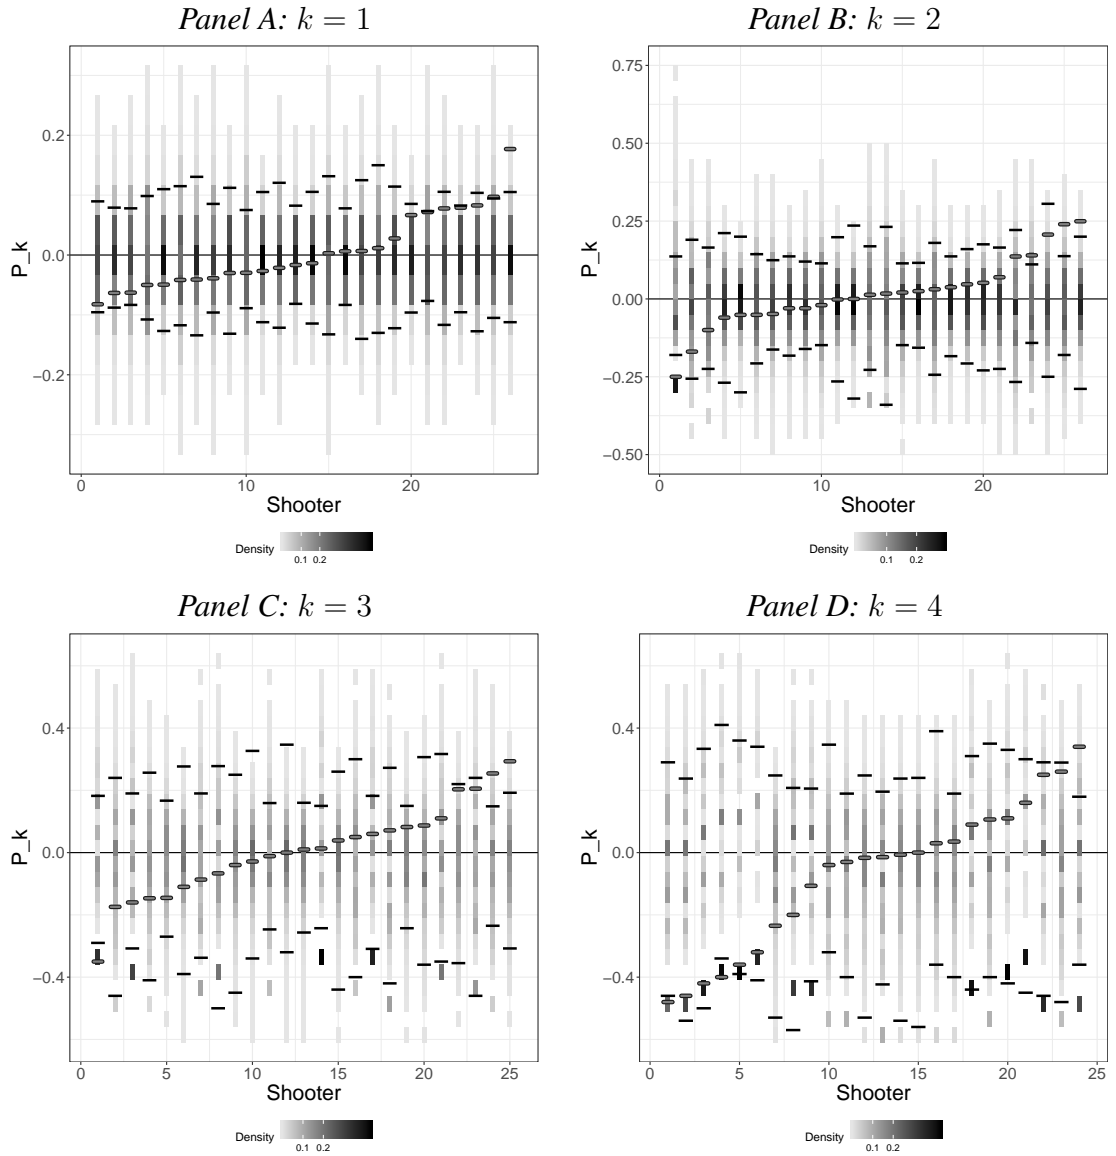 Panel A: k = 1
0.2
0.0
−0.2
P_k
0
10
20
Shooter
Density
0.1 0.2
Panel B: k = 2
0.75
0.50
0.25
0.00
−0.25
−0.50
P_k
0
10
20
Shooter
Density
0.1 0.2
Panel C: k = 3
0.4
0.0
−0.4
P_k
0
5
10
15
20
25
Shooter
Density
0.1 0.2
Panel D: k = 4
0.4
0.0
−0.4
P_k
0
5
10
15
20
25
Shooter
Density
0.1 0.2